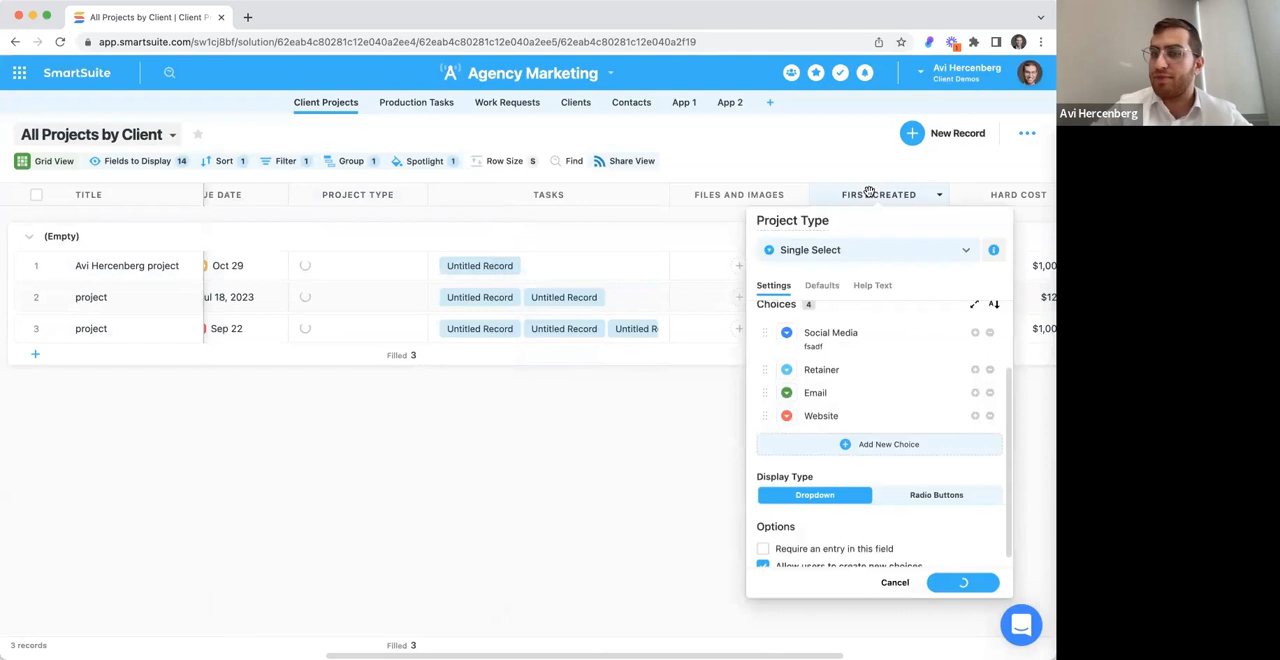 All Projects by Client | Client P
app.smartsuite.com/sw1cj8bf/solution/62eab4c80281c12e040a2ee4/62eab4c80281c12e040a2ee5/62eab4c80281c12e040a2f19
SmartSuite
Agency Marketing
Avi Hercenberg
Client Demos
Avi Hercenberg
Client Projects Production Tasks Work Requests Clients Contacts App 1 App 2
All Projects by Client
New Record
Grid View Fields to Display 14 Sort 1 Filter 1 Group 1 Spotlight 1 Row Size S Find Share View
TITLE UE DATE PROJECT TYPE TASKS FILES AND IMAGES FIRST CREATED HARD COST
(Empty)
1 Avi Hercenberg project Oct 29 Untitled Record $1,00
2 project ul 18, 2023 Untitled Record Untitled Record $12
3 project Sep 22 Untitled Record Untitled Record Untitled R $1,00
Filled 3
Project Type
Single Select
Settings Defaults Help Text
Choices 4
Social Media
fsadf
Retainer
Email
Website
Add New Choice
Display Type
Dropdown Radio Buttons
Options
Require an entry in this field
Allow users to create new choices
Cancel
3 records Filled 3